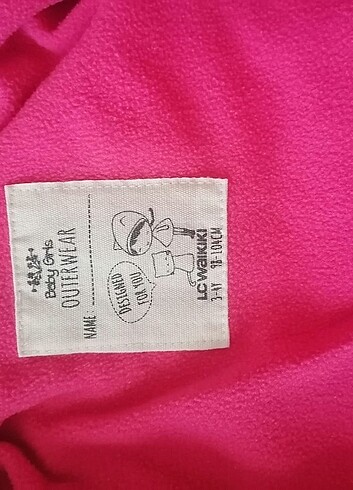 Baby Girls
OUTERWEAR
NAME:
DESIGNED
FOR YOU
LC WAIKIKI
3-4Y 98-104CM